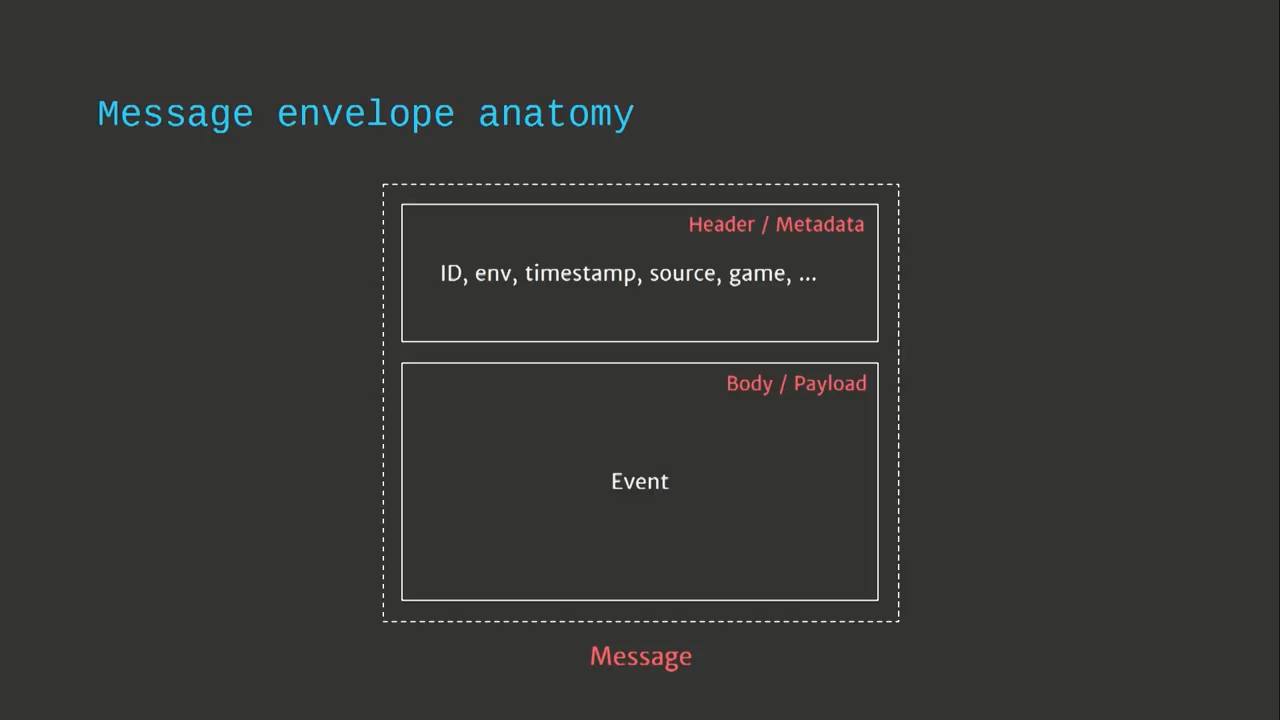 Message envelope anatomy
Header / Metadata
ID, env, timestamp, source, game, ...
Body / Payload
Event
Message